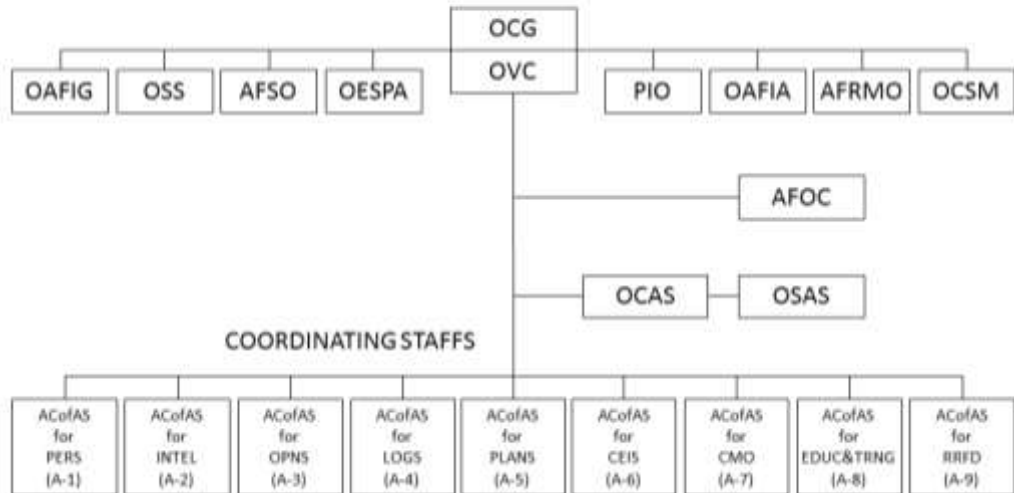 OCG
OVC
OAFIG
OSS
AFSO
OESPA
PIO
OAFIA
AFRMO
OCSM
AFOC
OCAS
OSAS
COORDINATING STAFFS
ACofAS
for
PERS
(A-1)
ACofAS
for
INTEL
(A-2)
ACofAS
for
OPNS
(A-3)
ACofAS
for
LOGS
(A-4)
ACofAS
for
PLANS
(A-5)
ACofAS
for
CEIS
(A-6)
ACofAS
for
CMO
(A-7)
ACofAS
for
EDUC&TRNG
(A-8)
ACofAS
for
RRFD
(A-9)